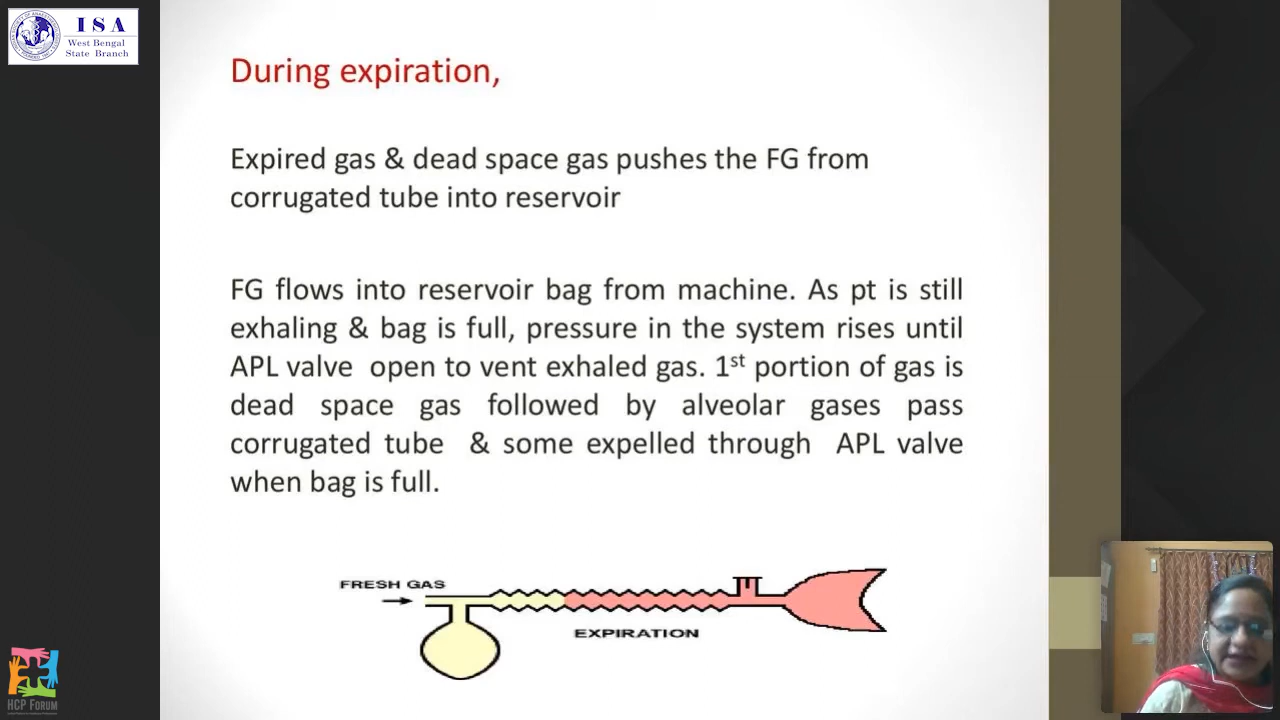 ISA
West Bengal
State Branch
During expiration,
Expired gas & dead space gas pushes the FG from
corrugated tube into reservoir
FG flows into reservoir bag from machine. As pt is still
exhaling & bag is full, pressure in the system rises until
APL valve open to vent exhaled gas. 1st portion of gas is
dead space gas followed by alveolar gases pass
corrugated tube & some expelled through APL valve
when bag is full.
FRESH GAS
EXPIRATION
HCP FORUM